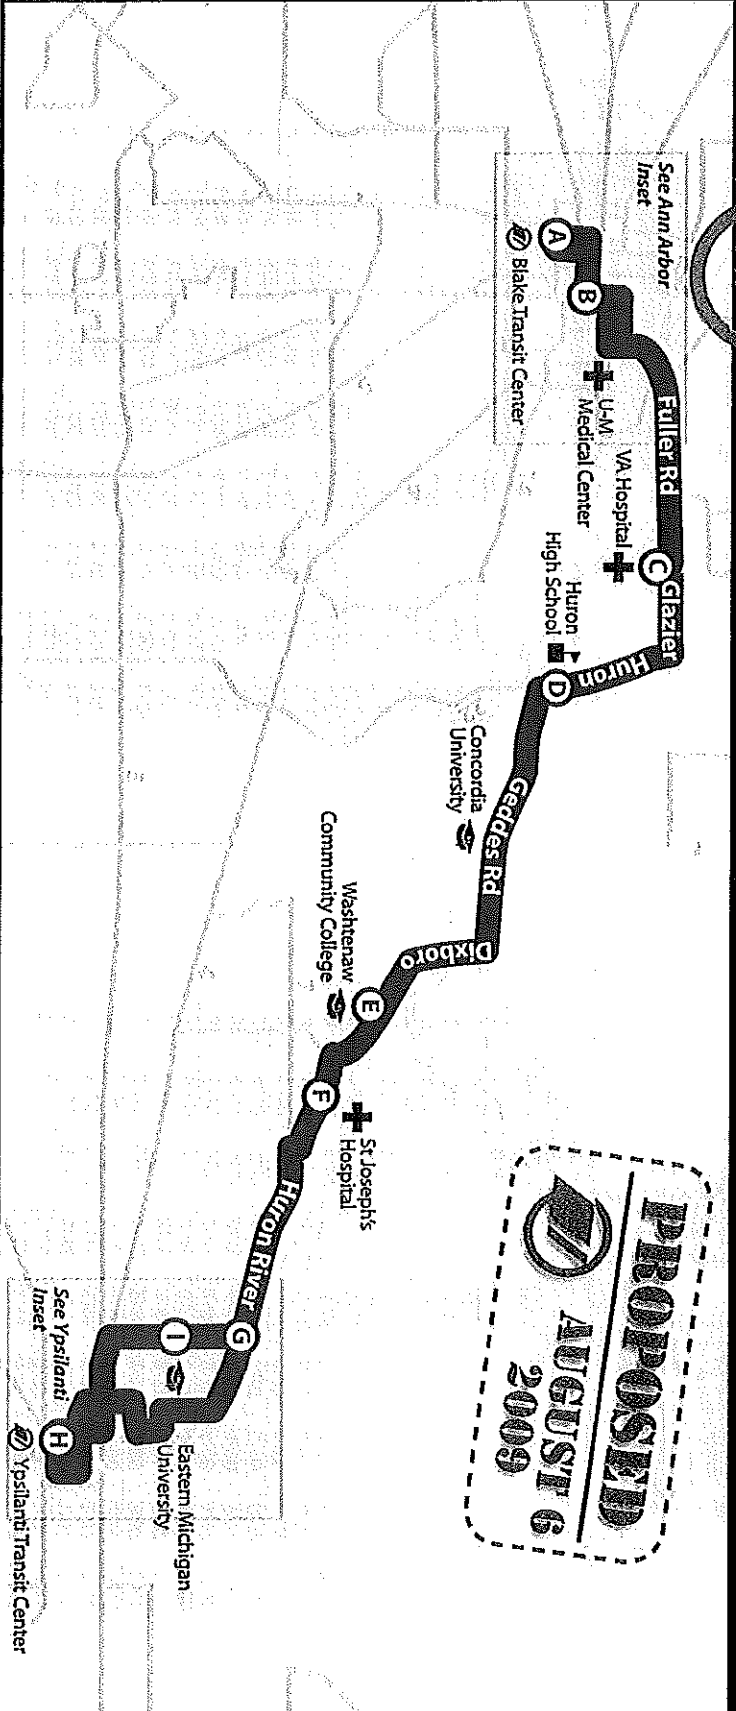 See Ann Arbor
Inset
A
Blake Transit Center
B
U-M
Medical Center
Fuller Rd
VA Hospital
C
Glazier
Huron
High School
Huron
D
Concordia
University
Geddes Rd
Dixboro
Washtenaw
Community College
E
F
St Joseph's
Hospital
Huron River
G
I
Eastern Michigan
University
See Ypsilanti
Inset
H
Ypsilanti Transit Center
PROPOSED
AUGUST 6
2009